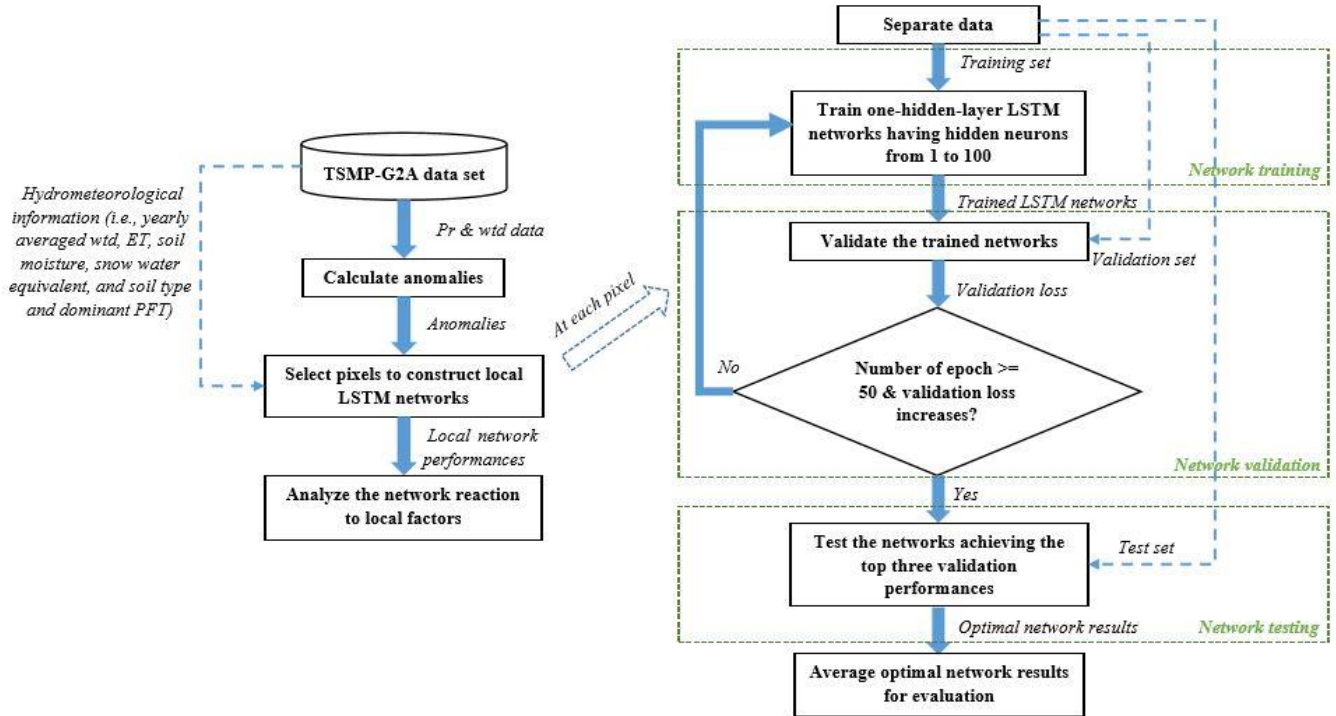 TSMP-G2A data set
Hydrometeorological
information (i.e., yearly
averaged wtd, ET, soil
moisture, snow water
equivalent, and soil type
and dominant PFT)
Pr & wtd data
Calculate anomalies
Anomalies
Select pixels to construct local
LSTM networks
Local network
performances
Analyze the network reaction
to local factors
At each pixel
Separate data
Training set
Train one-hidden-layer LSTM
networks having hidden neurons
from 1 to 100
Network training
Trained LSTM networks
Validate the trained networks
Validation set
Validation loss
No
Number of epoch >=
50 & validation loss
increases?
Network validation
Yes
Test the networks achieving the
top three validation
performances
Test set
Optimal network results
Network testing
Average optimal network results
for evaluation